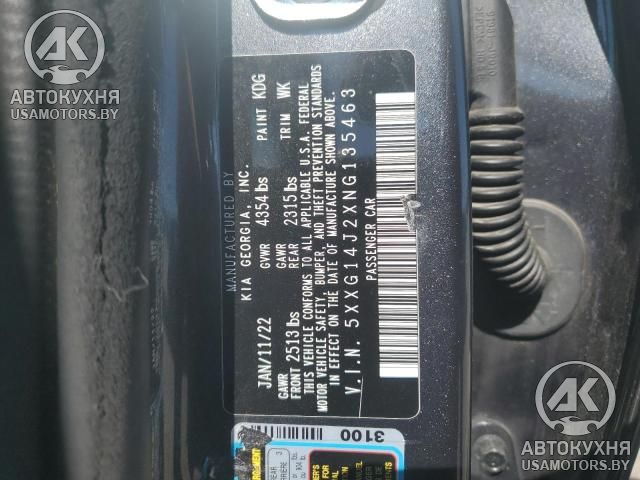 MANUFACTURED BY
KIA GEORGIA, INC.
JAN/11/22 GVWR 4354 lbs PAINT KDG
GAWR GAWR
FRONT 2513 lbs REAR 2315 lbs TRIM WK
THIS VEHICLE CONFORMS TO ALL APPLICABLE U.S.A. FEDERAL
MOTOR VEHICLE SAFETY, BUMPER, AND THEFT PREVENTION STANDARDS
IN EFFECT ON THE DATE OF MANUFACTURE SHOWN ABOVE.
V.I.N. 5XXG14J2XNG135463
PASSENGER CAR
3100
АК
АВТОКУХНЯ
USAMOTORS.BY
АК
АВТОКУХНЯ
USAMOTORS.BY